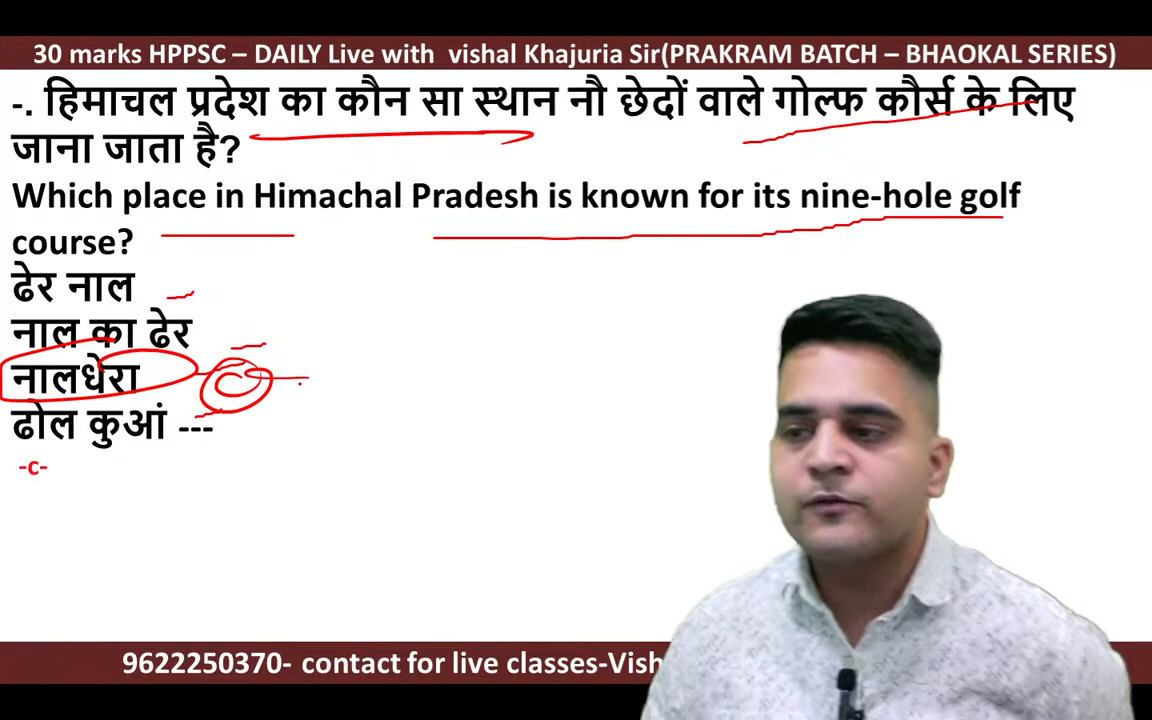 30 marks HPPSC – DAILY Live with vishal Khajuria Sir(PRAKRAM BATCH – BHAOKAL SERIES)
-. हिमाचल प्रदेश का कौन सा स्थान नौ छेदों वाले गोल्फ कौर्स के लिए
जाना जाता है?
Which place in Himachal Pradesh is known for its nine-hole golf
course?
ढेर नाल
नाल का ढेर
नालधेरा
ढोल कुआं ---
-c-
9622250370- contact for live classes-Vish